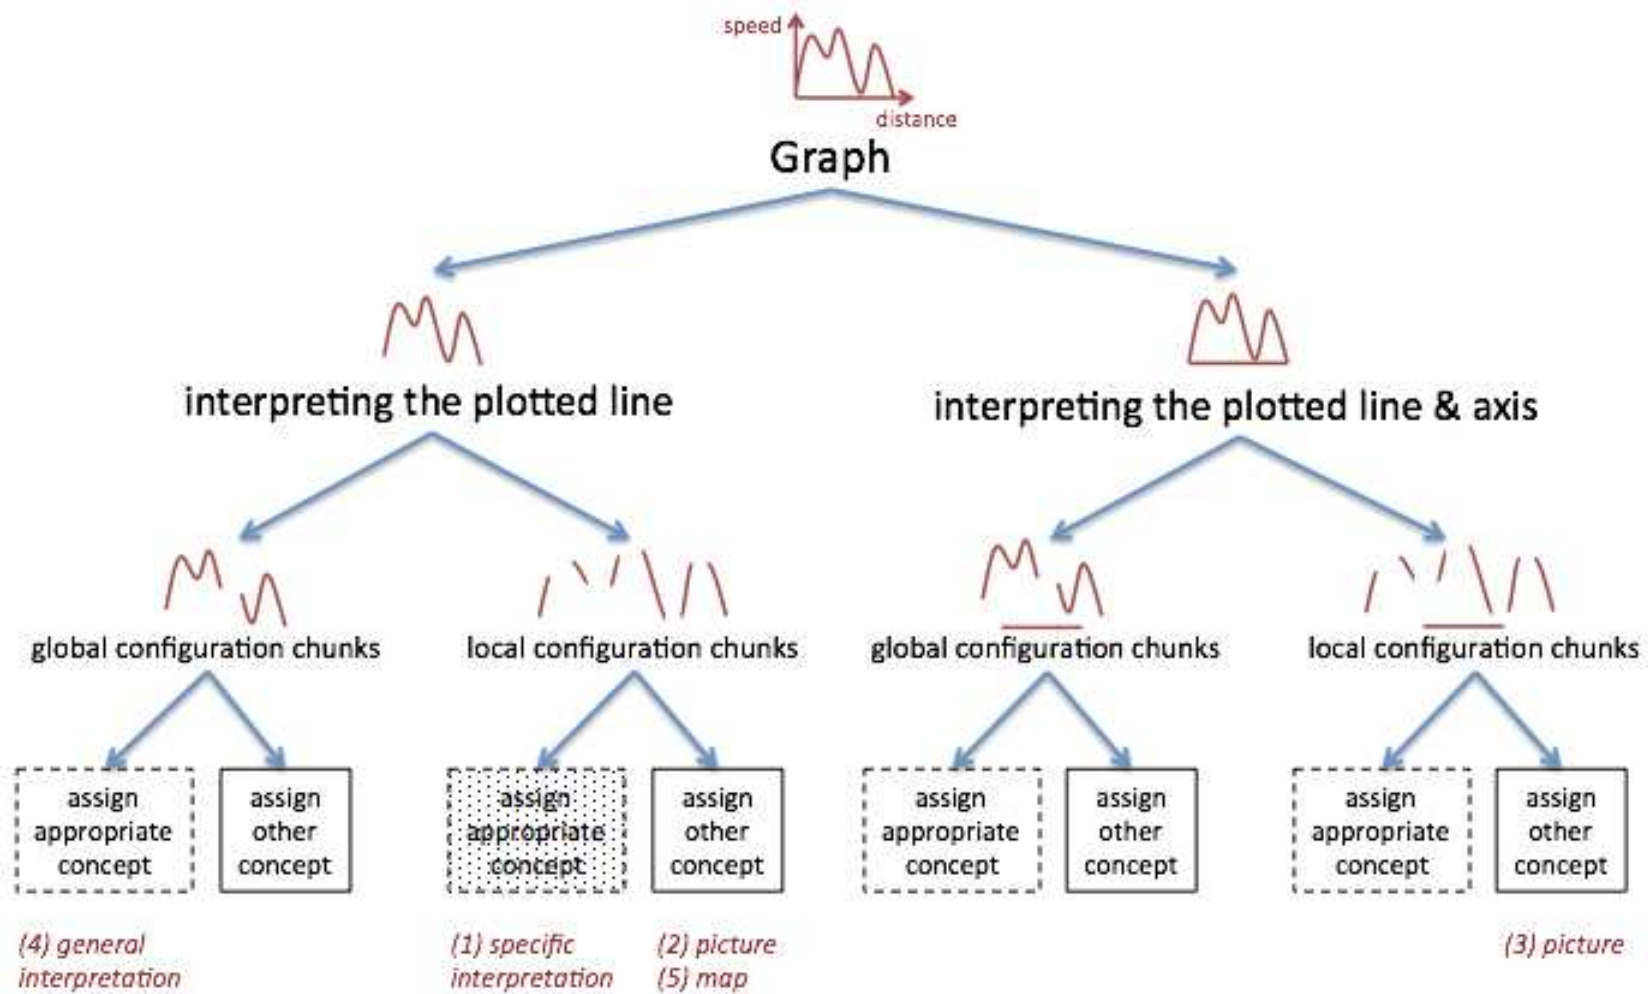 speed
distance
Graph
interpreting the plotted line
interpreting the plotted line & axis
global configuration chunks
local configuration chunks
global configuration chunks
local configuration chunks
assign
appropriate
concept
assign
other
concept
assign
appropriate
concept
assign
other
concept
assign
appropriate
concept
assign
other
concept
assign
appropriate
concept
assign
other
concept
(4) general
interpretation
(1) specific
interpretation
(2) picture
(5) map
(3) picture